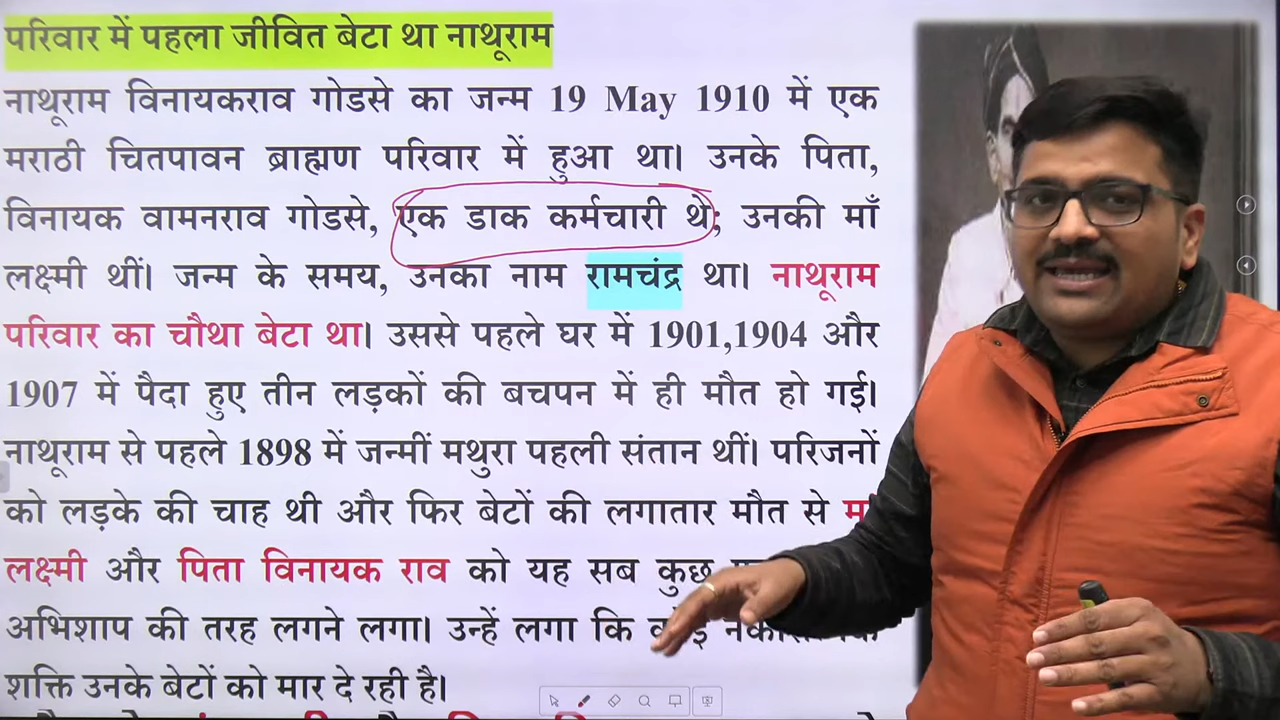 परिवार में पहला जीवित बेटा था नाथूराम
नाथूराम विनायकराव गोडसे का जन्म 19 May 1910 में एक
मराठी चितपावन ब्राह्मण परिवार में हुआ था। उनके पिता,
विनायक वामनराव गोडसे, एक डाक कर्मचारी थे; उनकी माँ
लक्ष्मी थीं। जन्म के समय, उनका नाम रामचंद्र था। नाथूराम
परिवार का चौथा बेटा था। उससे पहले घर में 1901,1904 और
1907 में पैदा हुए तीन लड़कों की बचपन में ही मौत हो गई।
नाथूराम से पहले 1898 में जन्मीं मथुरा पहली संतान थीं। परिजनों
को लड़के की चाह थी और फिर बेटों की लगातार मौत से
लक्ष्मी और पिता विनायक राव को यह सब कुछ
अभिशाप की तरह लगने लगा। उन्हें लगा कि
शक्ति उनके बेटों को मार दे रही है।